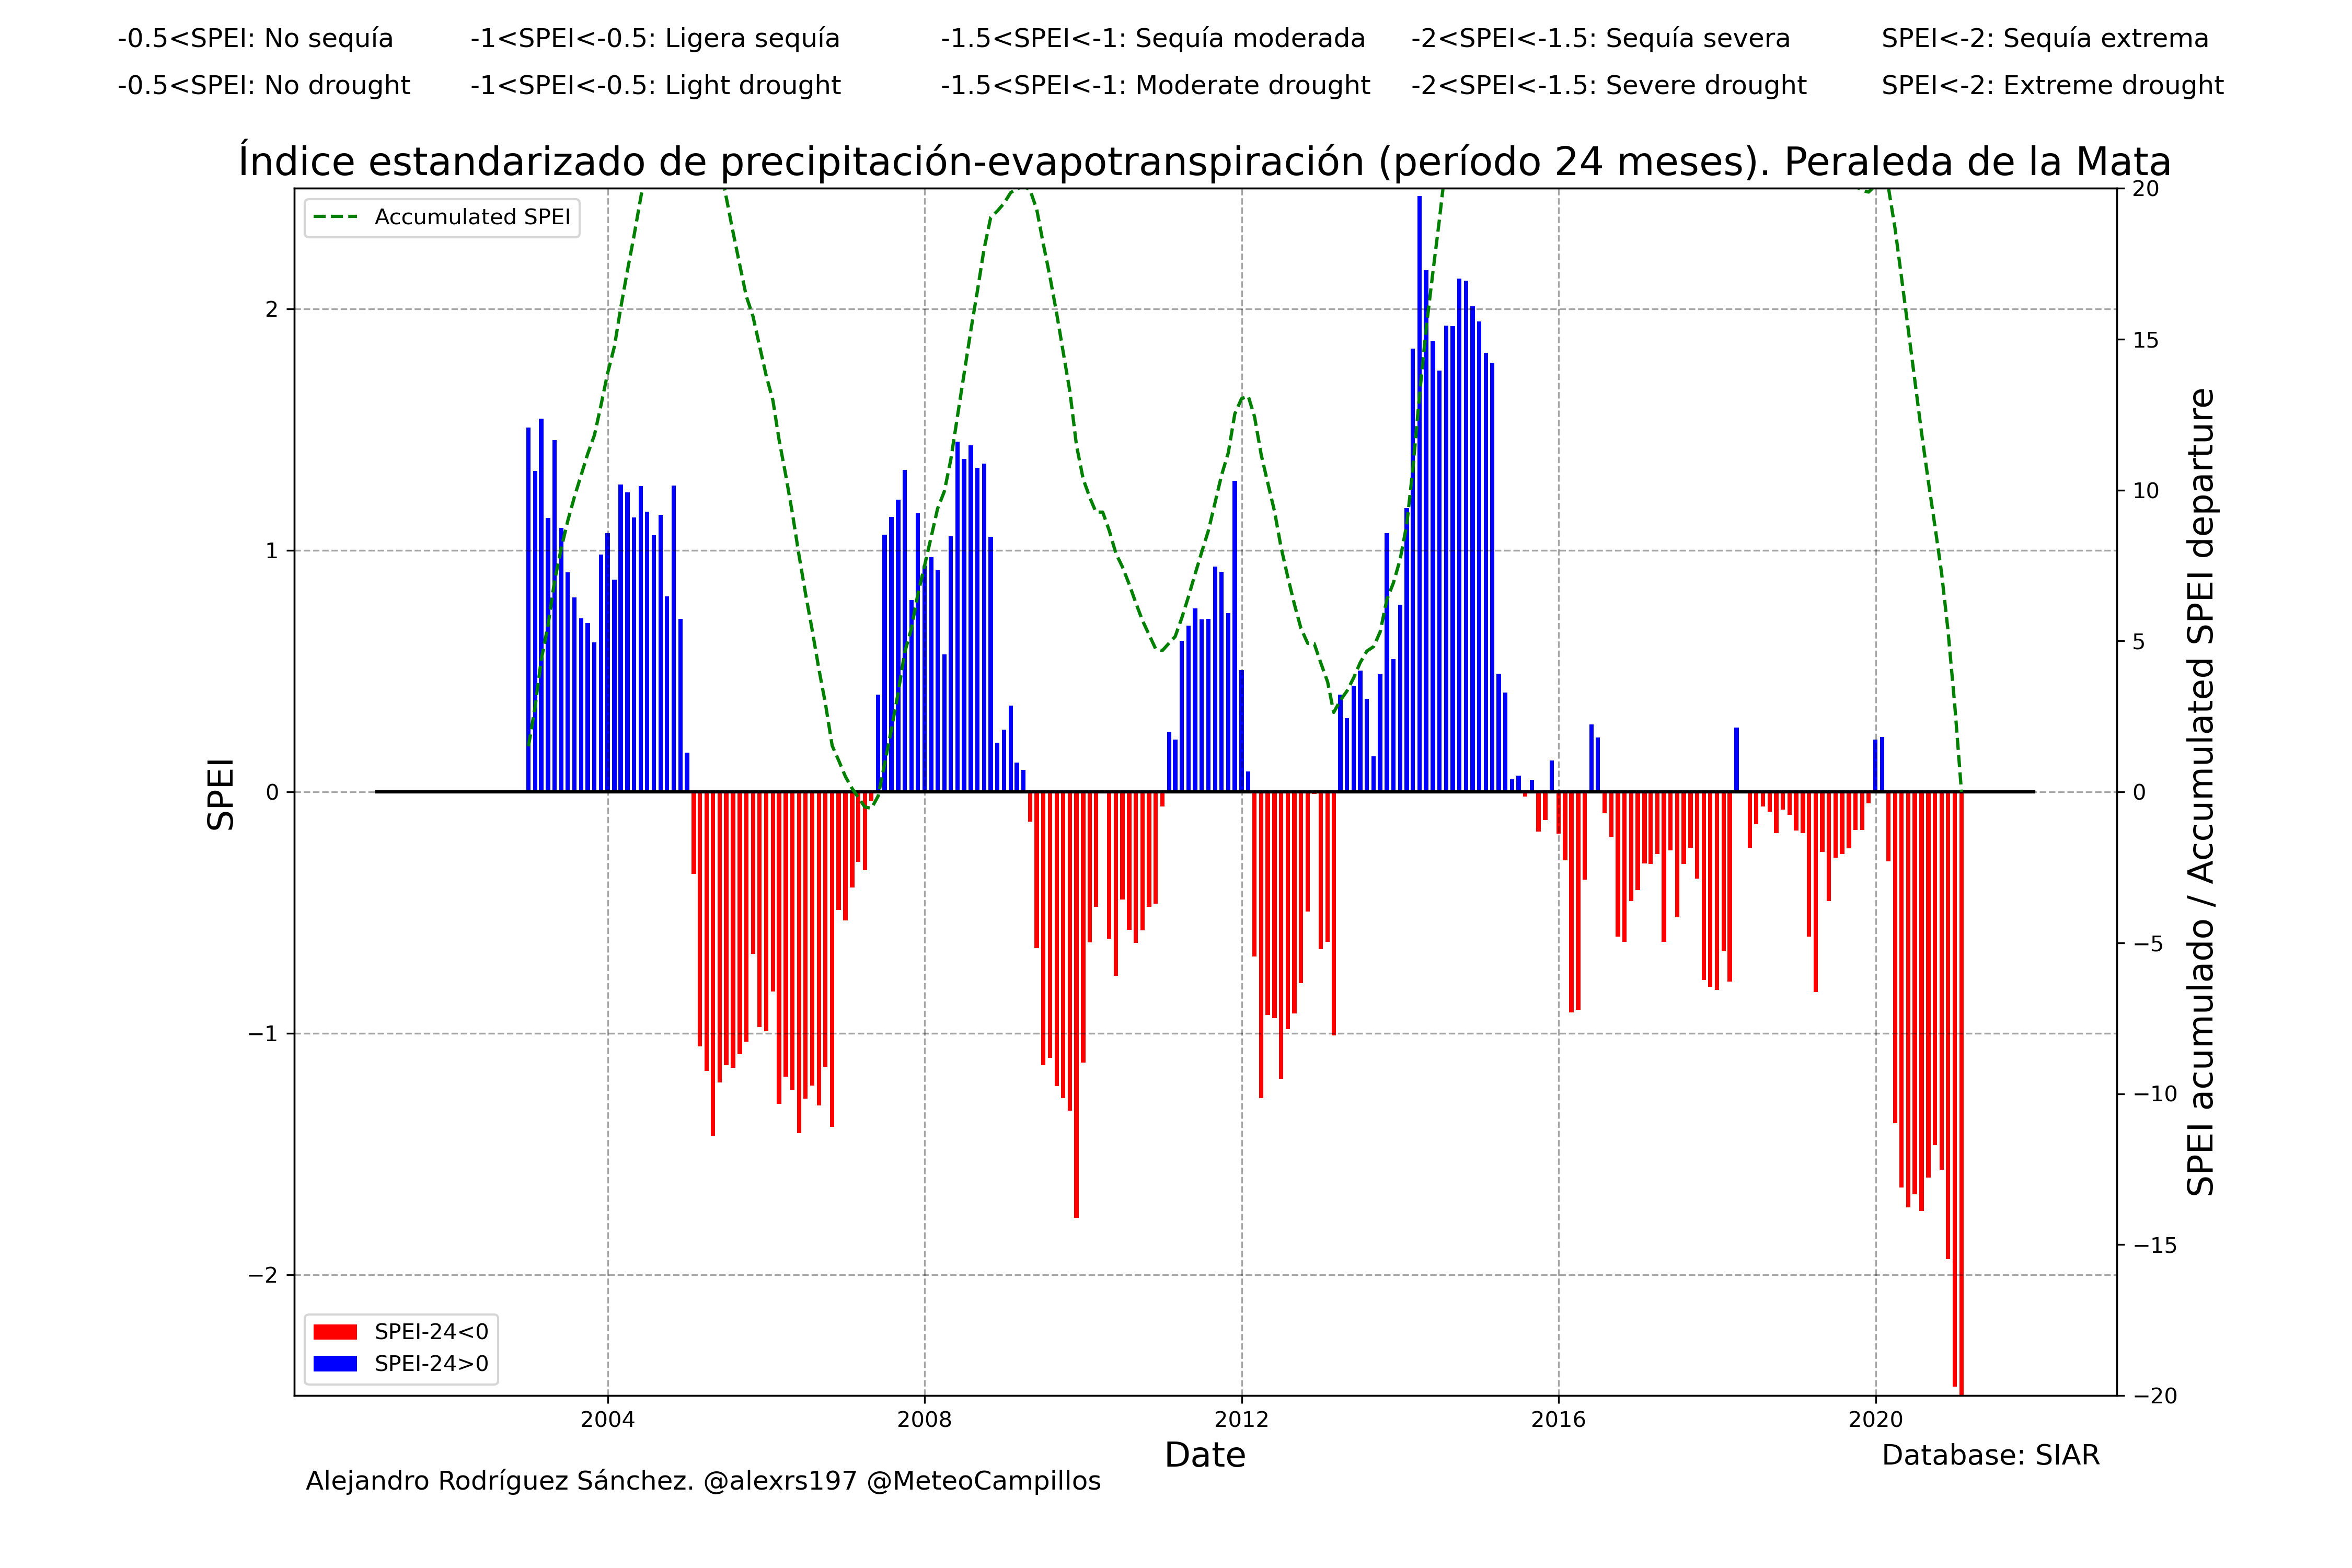 -0.5<SPEI: No sequía -1<SPEI<-0.5: Ligera sequía -1.5<SPEI<-1: Sequía moderada -2<SPEI<-1.5: Sequía severa SPEI<-2: Sequía extrema
-0.5<SPEI: No drought -1<SPEI<-0.5: Light drought -1.5<SPEI<-1: Moderate drought -2<SPEI<-1.5: Severe drought SPEI<-2: Extreme drought
Índice estandarizado de precipitación-evapotranspiración (período 24 meses). Peraleda de la Mata
Accumulated SPEI
2
1
0
−1
−2
SPEI
20
15
10
5
0
−5
−10
−15
−20
SPEI acumulado / Accumulated SPEI departure
SPEI-24<0
SPEI-24>0
2004 2008 2012 2016 2020
Date
Database: SIAR
Alejandro Rodríguez Sánchez. @alexrs197 @MeteoCampillos